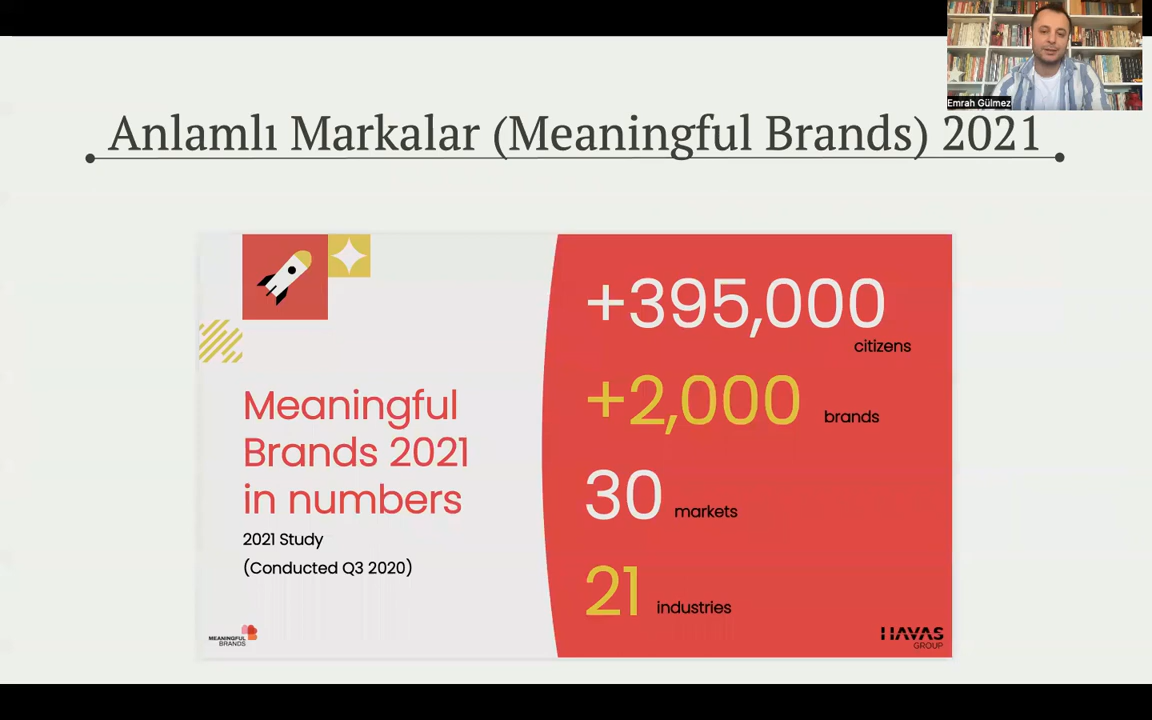 Emrah Gülmez
Anlamlı Markalar (Meaningful Brands) 2021
Meaningful
Brands 2021
in numbers
2021 Study
(Conducted Q3 2020)
MEANINGFUL
BRANDS
+395,000
citizens
+2,000 brands
30 markets
21 industries
HAVAS
GROUP